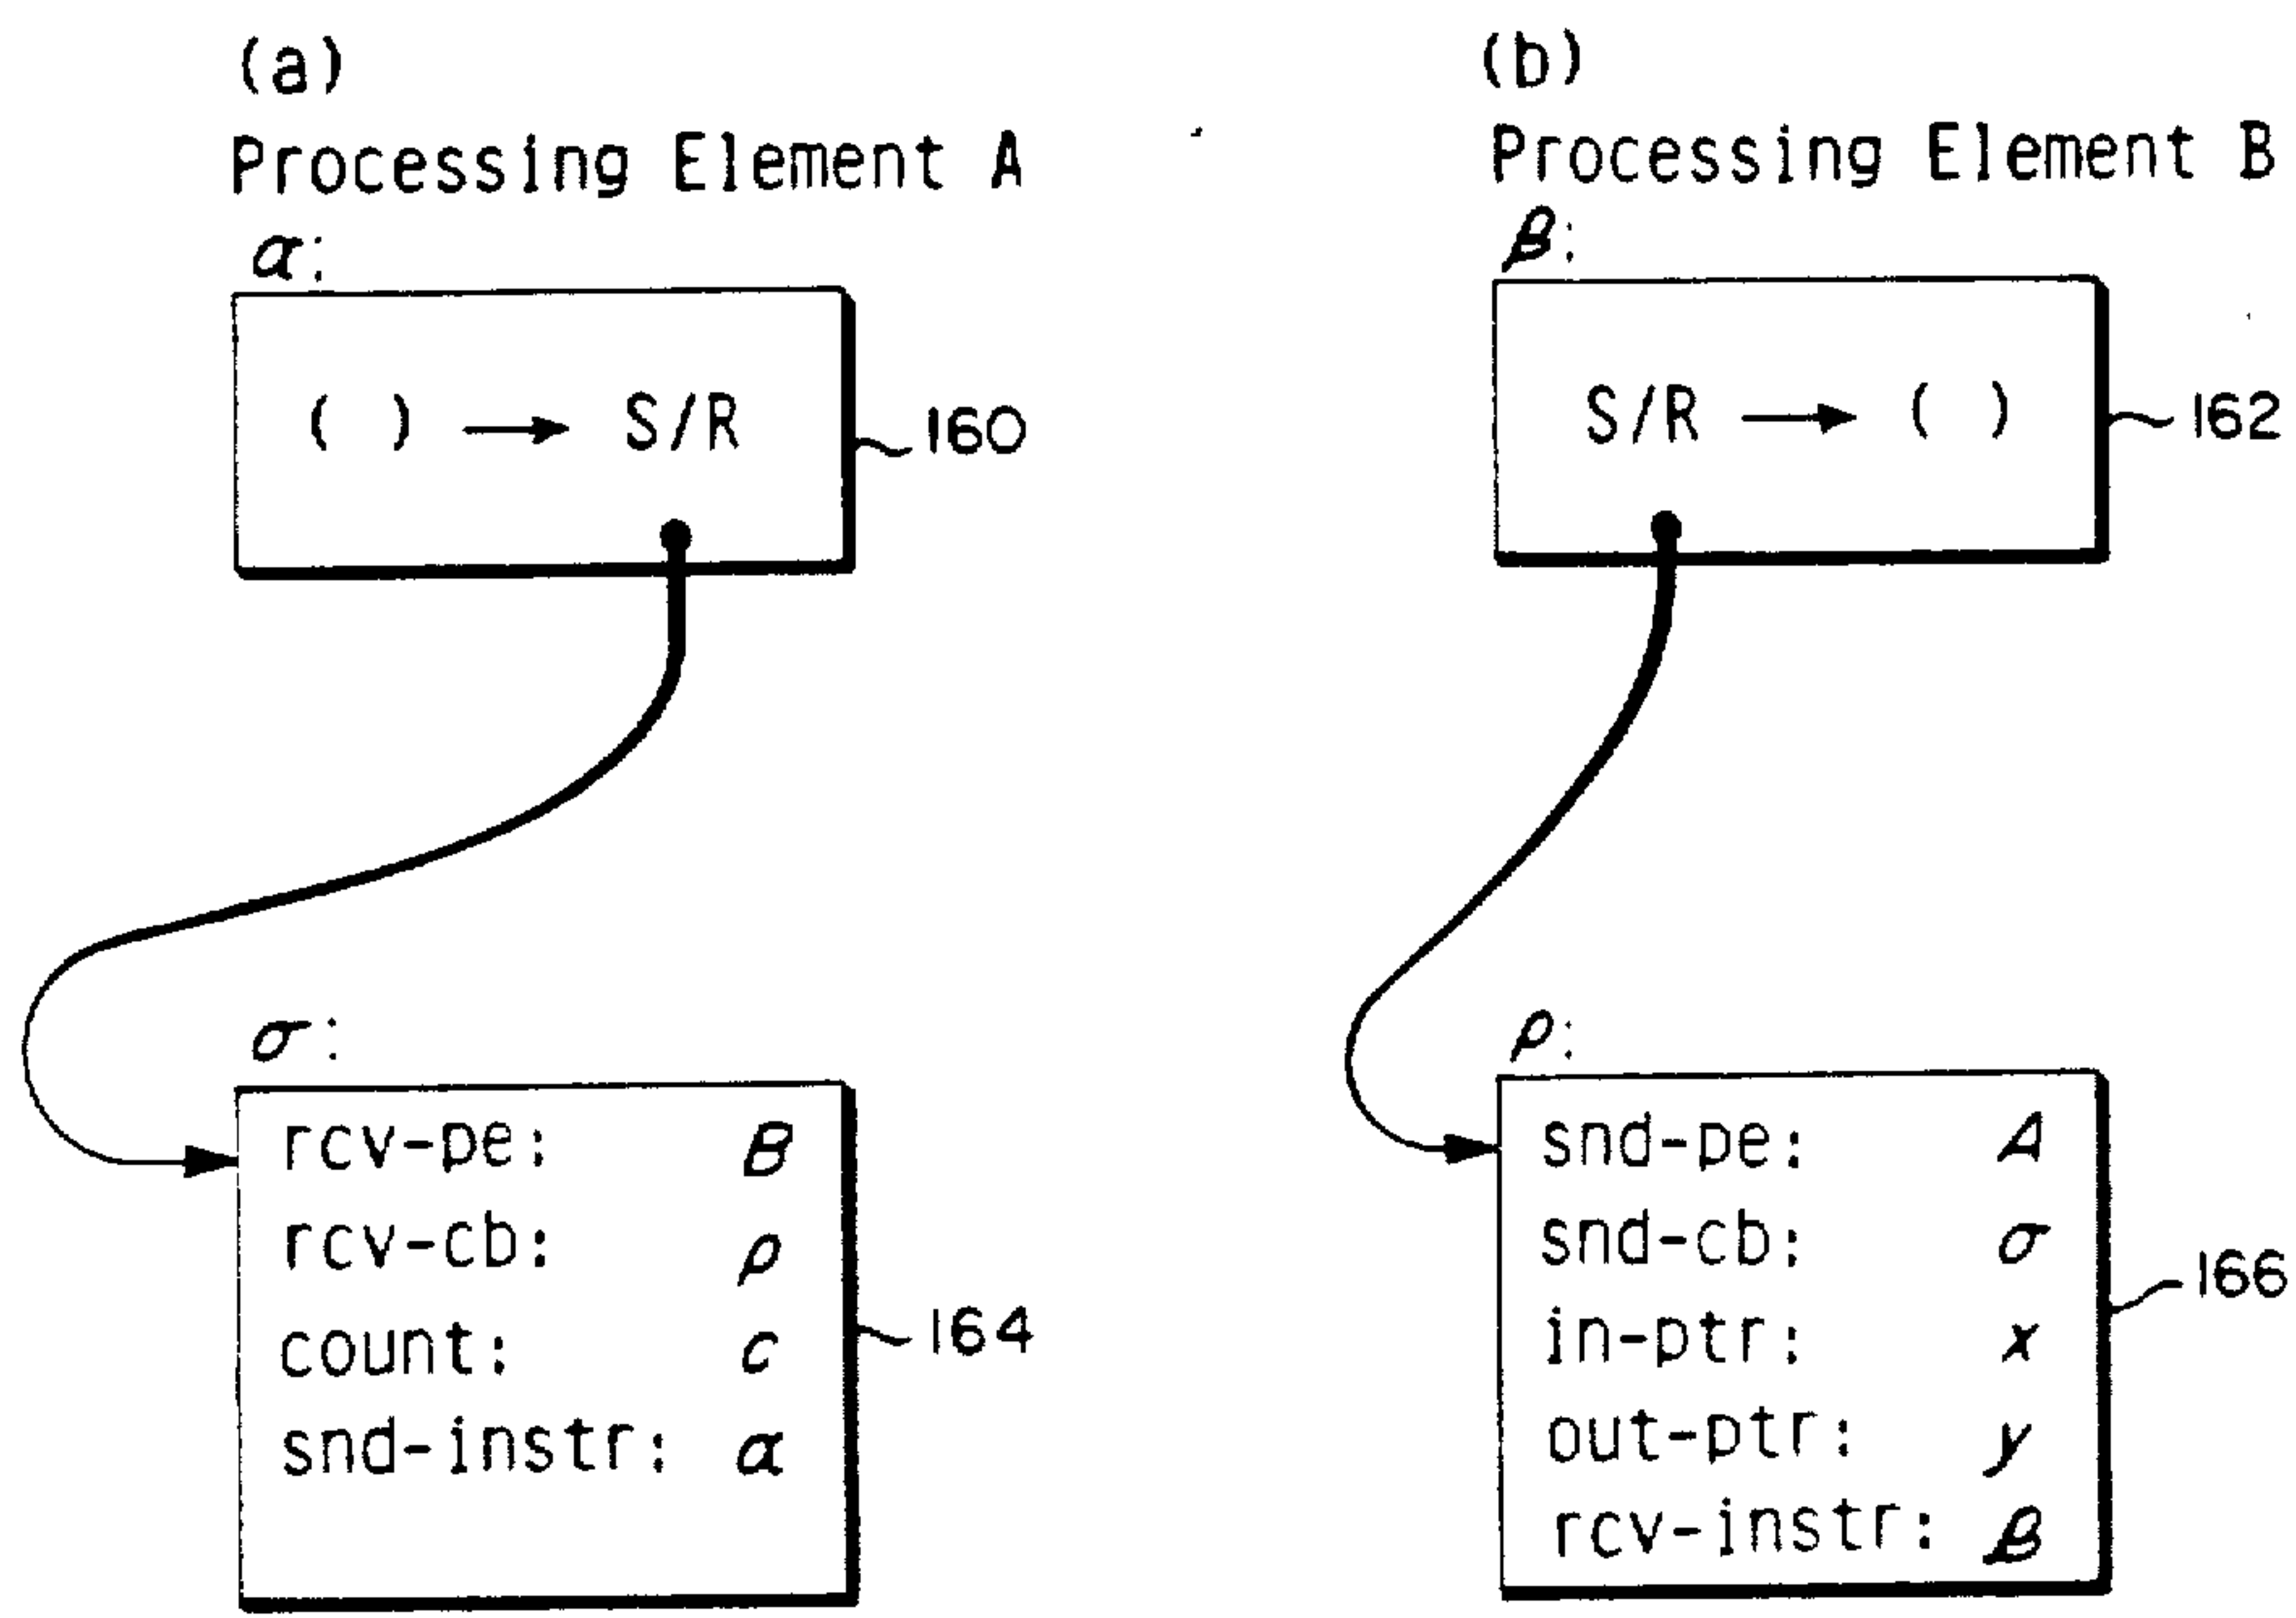 (a)
Processing Element A
α:
( ) → S/R
160
σ:
rcv-pe: B
rcv-cb: ρ
count: c
snd-instr: α
164
(b)
Processing Element B
β:
S/R → ( )
162
ρ:
snd-pe: A
snd-cb: σ
in-ptr: x
out-ptr: y
rcv-instr: β
166